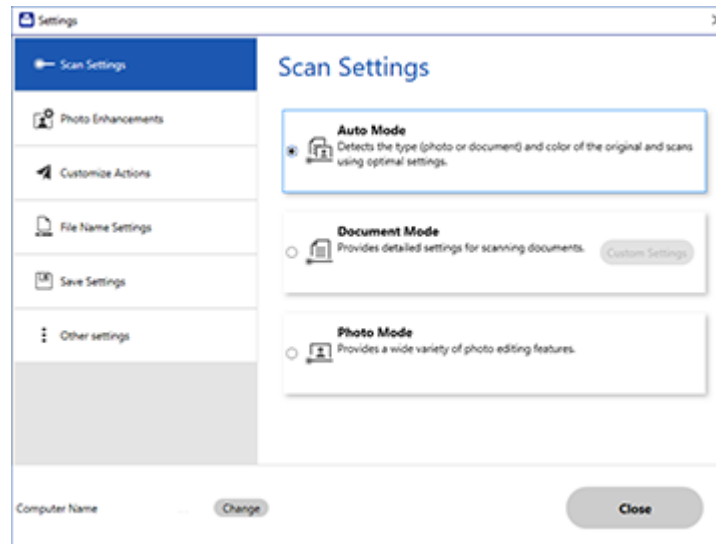 Settings
Scan Settings
Photo Enhancements
Customize Actions
File Name Settings
Save Settings
Other settings
Scan Settings
Auto Mode
Detects the type (photo or document) and color of the original and scans
using optimal settings.
Document Mode
Provides detailed settings for scanning documents.
Custom Settings
Photo Mode
Provides a wide variety of photo editing features.
Computer Name
Change
Close